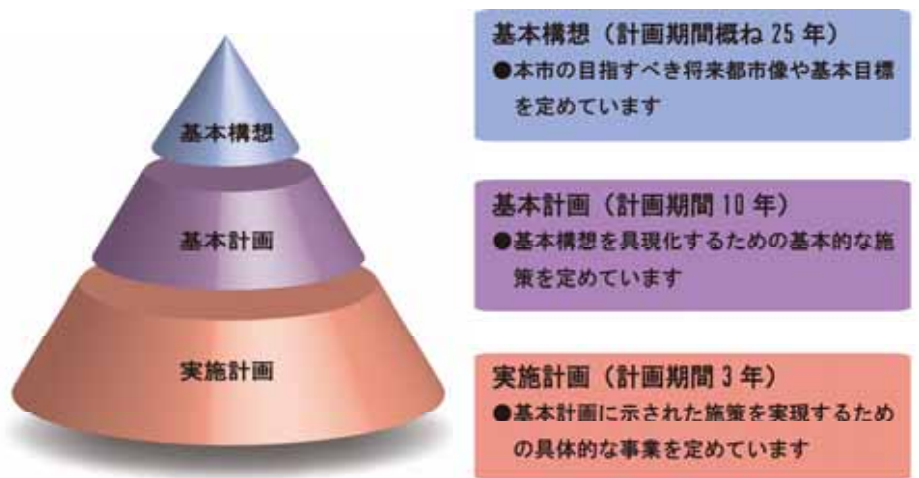 基本構想
基本計画
実施計画
基本構想（計画期間概ね 25 年）
●本市の目指すべき将来都市像や基本目標
を定めています
基本計画（計画期間 10 年）
●基本構想を具現化するための基本的な施
策を定めています
実施計画（計画期間 3 年）
●基本計画に示された施策を実現するため
の具体的な事業を定めています